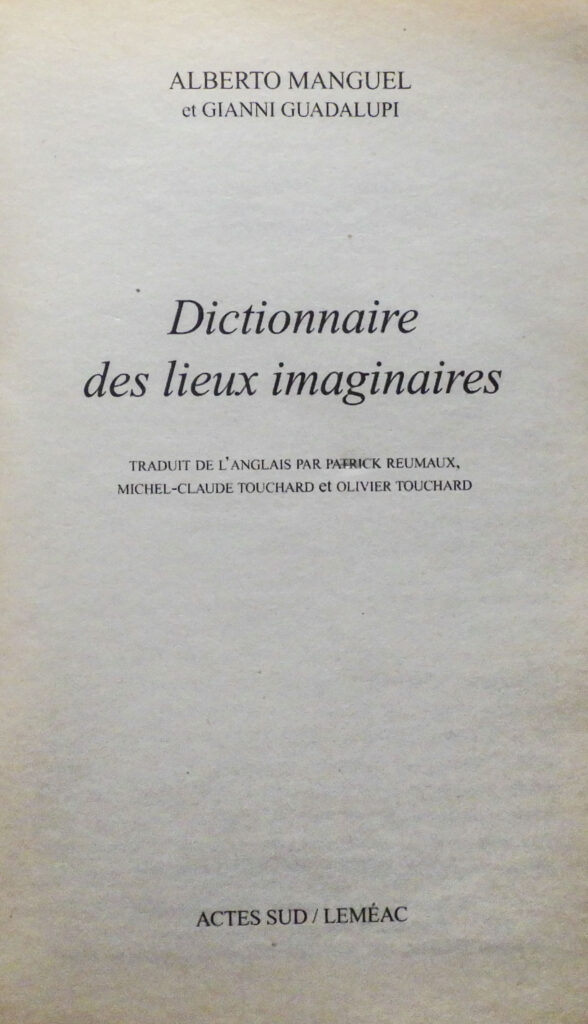 ALBERTO MANGUEL
et GIANNI GUADALUPI
Dictionnaire
des lieux imaginaires
TRADUIT DE L'ANGLAIS PAR PATRICK REUMAUX,
MICHEL-CLAUDE TOUCHARD et OLIVIER TOUCHARD
ACTES SUD / LEMÉAC